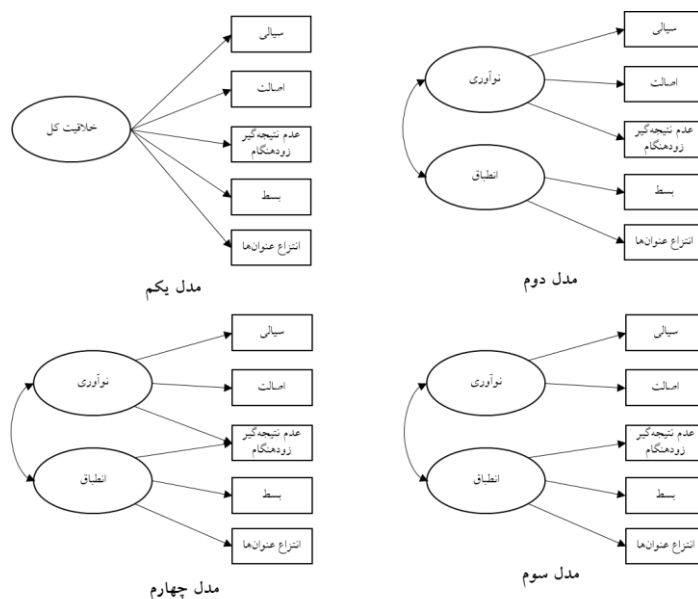 سیالی
اصالت
خلاقیت کل
عدم نتیجه‌گیر
زودهنگام
بسط
انتزاع عنوان‌ها
مدل یکم
سیالی
نوآوری
اصالت
عدم نتیجه‌گیر
زودهنگام
انطباق
بسط
انتزاع عنوان‌ها
مدل دوم
سیالی
نوآوری
اصالت
عدم نتیجه‌گیر
زودهنگام
انطباق
بسط
انتزاع عنوان‌ها
مدل سوم
سیالی
نوآوری
اصالت
عدم نتیجه‌گیر
زودهنگام
انطباق
بسط
انتزاع عنوان‌ها
مدل چهارم